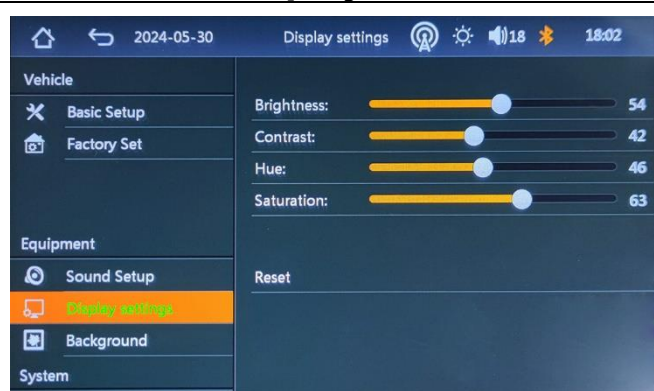 2024-05-30 Display settings 18 18:02
Vehicle
Basic Setup
Factory Set
Equipment
Sound Setup
Display settings
Background
System
Brightness: 54
Contrast: 42
Hue: 46
Saturation: 63
Reset